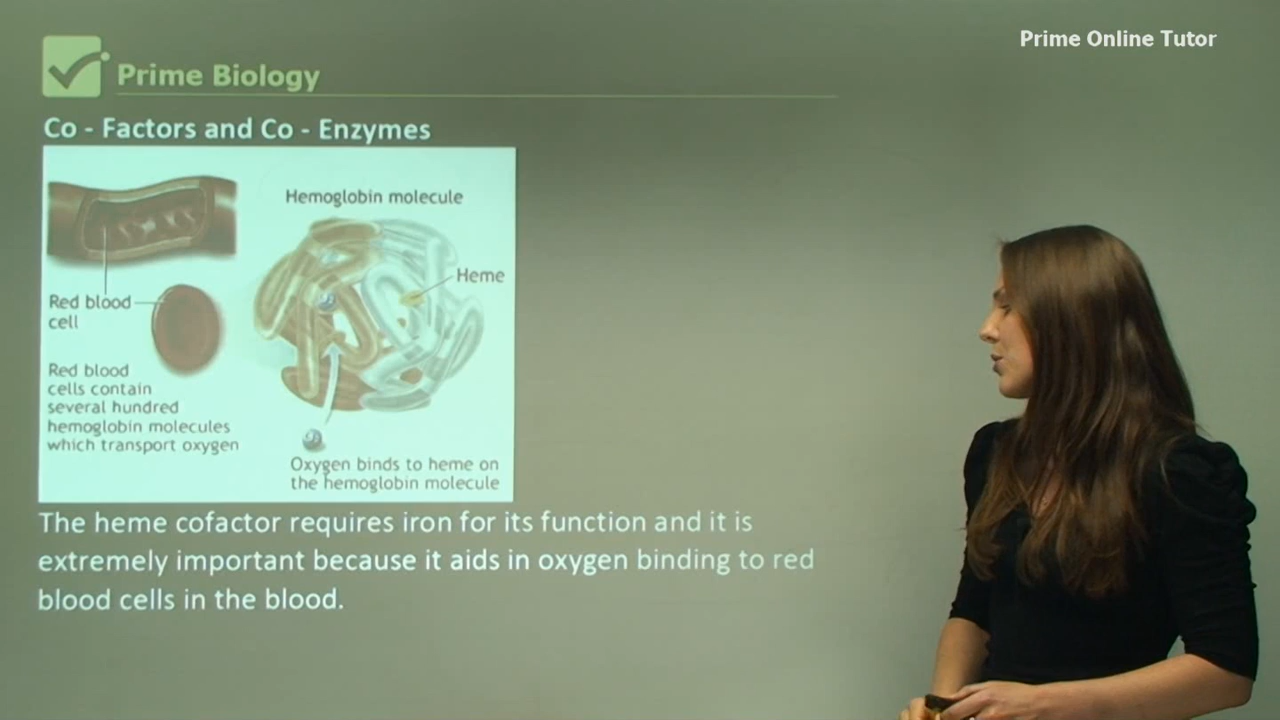 Prime Online Tutor
Prime Biology
Co - Factors and Co - Enzymes
Hemoglobin molecule
Heme
Red blood
cell
Red blood
cells contain
several hundred
hemoglobin molecules
which transport oxygen
Oxygen binds to heme on
the hemoglobin molecule
The heme cofactor requires iron for its function and it is
extremely important because it aids in oxygen binding to red
blood cells in the blood.